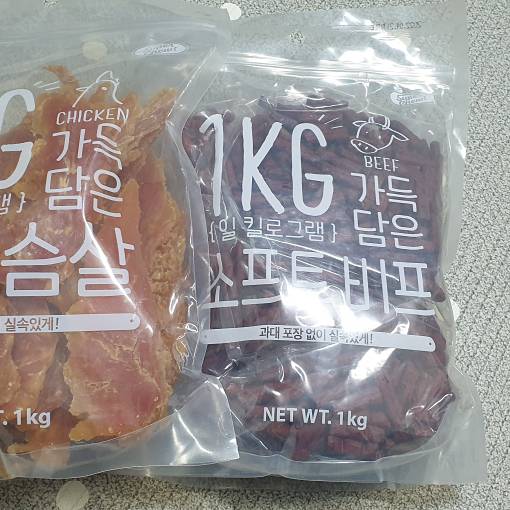 CHICKEN
G
가득
램}
담은
슴살
실속있게!
T. 1kg
BEEF
1KG
가득
{일 킬로그램}
담은
소프트 비프
과대 포장 없이 실속있게!
NET WT. 1kg